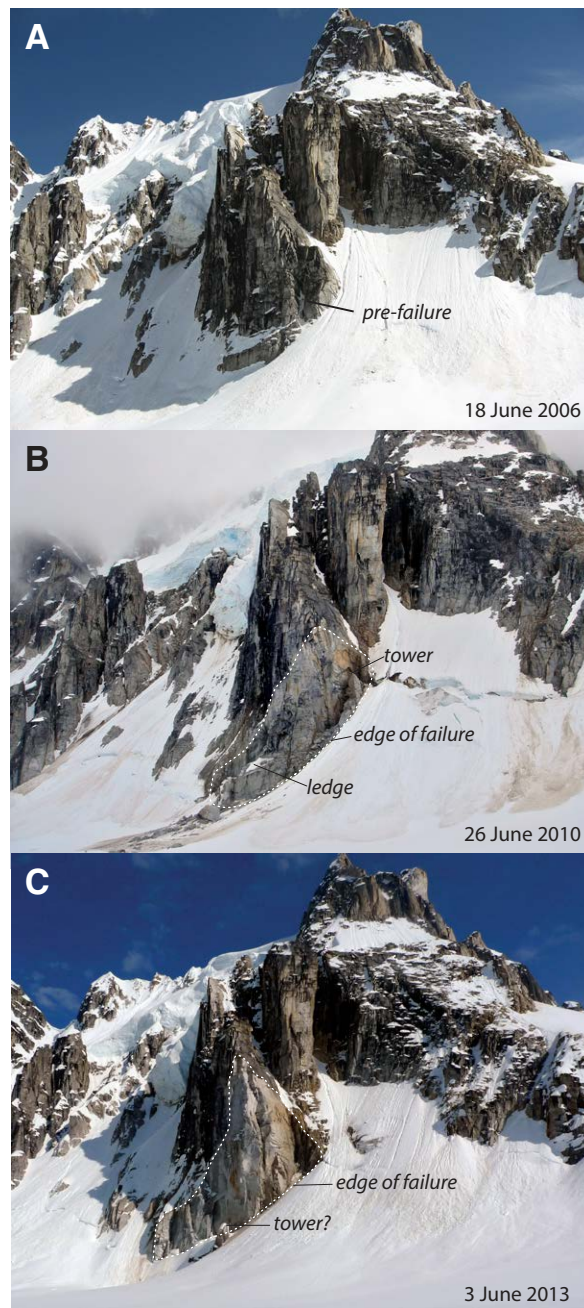 A
pre-failure
18 June 2006
B
tower
edge of failure
ledge
26 June 2010
C
edge of failure
tower?
3 June 2013